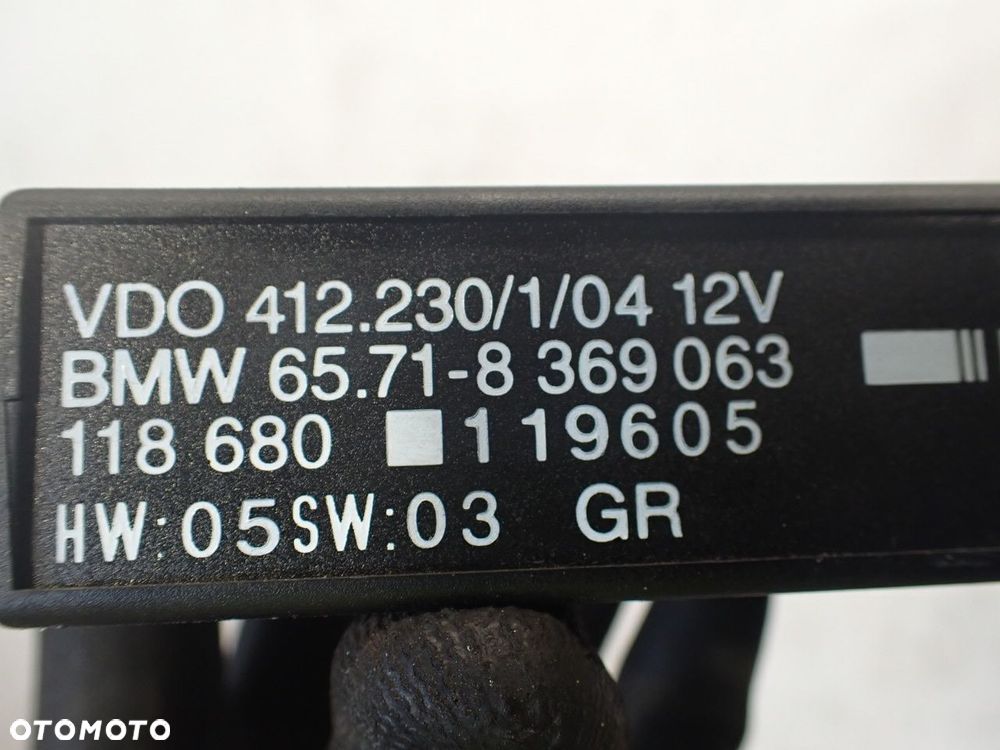 VDO 412.230/1/04 12V
BMW 65.71-8 369 063
118 680 119605
HW:05SW:03 GR
OTOMOTO